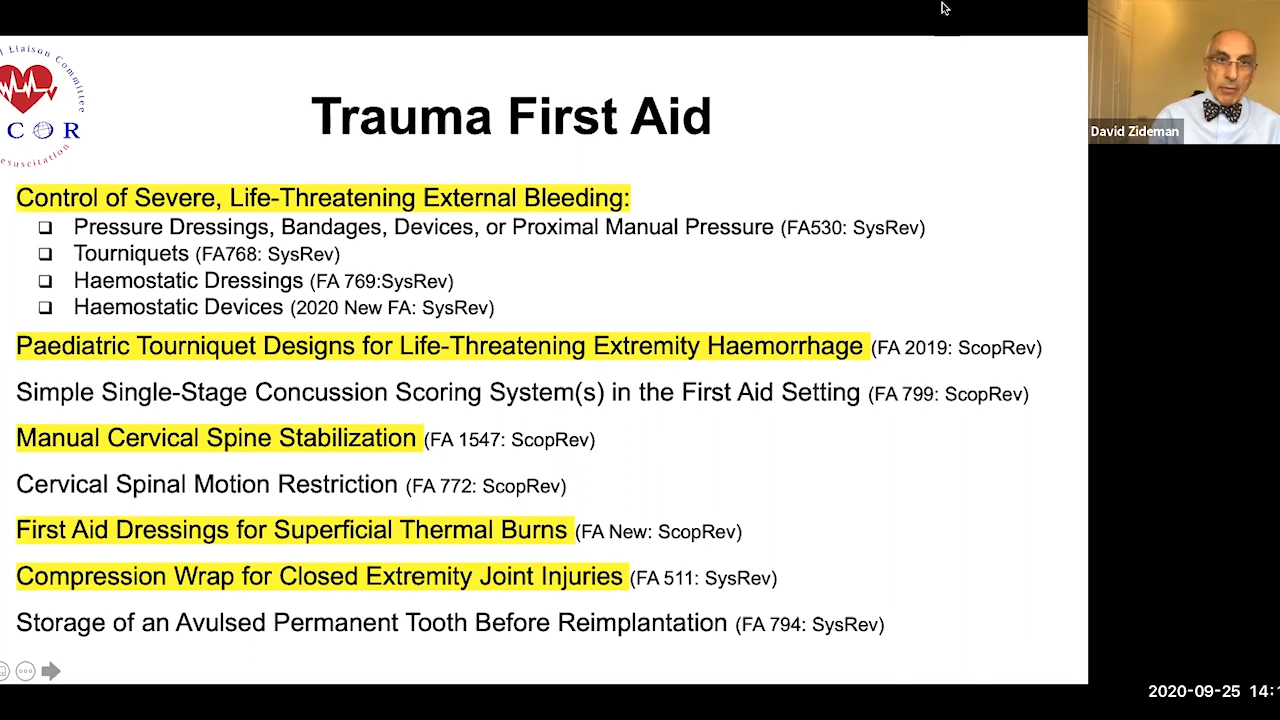 l Liaison Committee
C O R
esuscitation
Trauma First Aid
Control of Severe, Life-Threatening External Bleeding:
Pressure Dressings, Bandages, Devices, or Proximal Manual Pressure (FA530: SysRev)
Tourniquets (FA768: SysRev)
Haemostatic Dressings (FA 769:SysRev)
Haemostatic Devices (2020 New FA: SysRev)
Paediatric Tourniquet Designs for Life-Threatening Extremity Haemorrhage (FA 2019: ScopRev)
Simple Single-Stage Concussion Scoring System(s) in the First Aid Setting (FA 799: ScopRev)
Manual Cervical Spine Stabilization (FA 1547: ScopRev)
Cervical Spinal Motion Restriction (FA 772: ScopRev)
First Aid Dressings for Superficial Thermal Burns (FA New: ScopRev)
Compression Wrap for Closed Extremity Joint Injuries (FA 511: SysRev)
Storage of an Avulsed Permanent Tooth Before Reimplantation (FA 794: SysRev)
David Zideman
2020-09-25 14:1